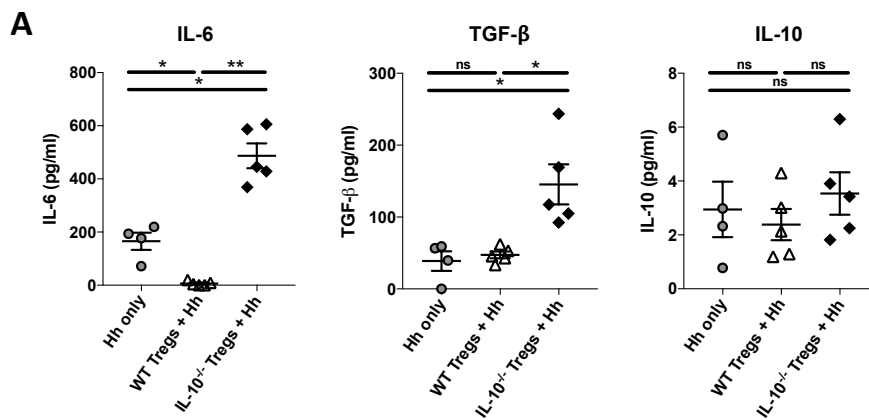 A
IL-6
* **
*
800
600
400
200
0
IL-6 (pg/ml)
Hh only
WT Tregs + Hh
IL-10-/- Tregs + Hh
TGF-β
ns *
*
300
200
100
0
TGF-β (pg/ml)
Hh only
WT Tregs + Hh
IL-10-/- Tregs + Hh
IL-10
ns ns
ns
8
6
4
2
0
IL-10 (pg/ml)
Hh only
WT Tregs + Hh
IL-10-/- Tregs + Hh